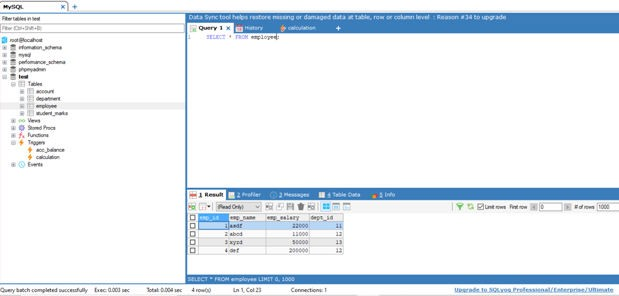 MySQL
Filter tables in test
Filter (Ctrl+Shift+B)
root@localhost
information_schema
mysql
performance_schema
phpmyadmin
test
Tables
account
department
employee
student_marks
Views
Stored Procs
Functions
Triggers
acc_balance
calculation
Events
Data Sync tool helps restore missing or damaged data at table, row or column level : Reason #34 to upgrade
Query 1 History calculation
1 SELECT * FROM employee
1 Result 2 Profiler 3 Messages 4 Table Data 5 Info
(Read Only) Limit rows First row 0 # of rows 1000
emp_id emp_name emp_salary dept_id
1 asdf 22000 11
2 abcd 11000 12
3 xyzd 50000 13
4 def 200000 12
SELECT * FROM employee LIMIT 0, 1000
Query batch completed successfully Exec: 0.003 sec Total: 0.004 sec 4 row(s) Ln 1, Col 23 Connections: 1 Upgrade to SQLyog Professional/Enterprise/Ultimate